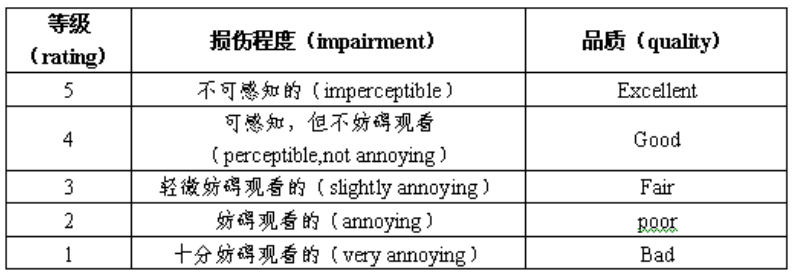 等级
（rating）
损伤程度（impairment）
品质（quality）
5
不可感知的（imperceptible）
Excellent
4
可感知，但不妨碍观看
（perceptible,not annoying）
Good
3
轻微妨碍观看的（slightly annoying）
Fair
2
妨碍观看的（annoying）
poor
1
十分妨碍观看的（very annoying）
Bad